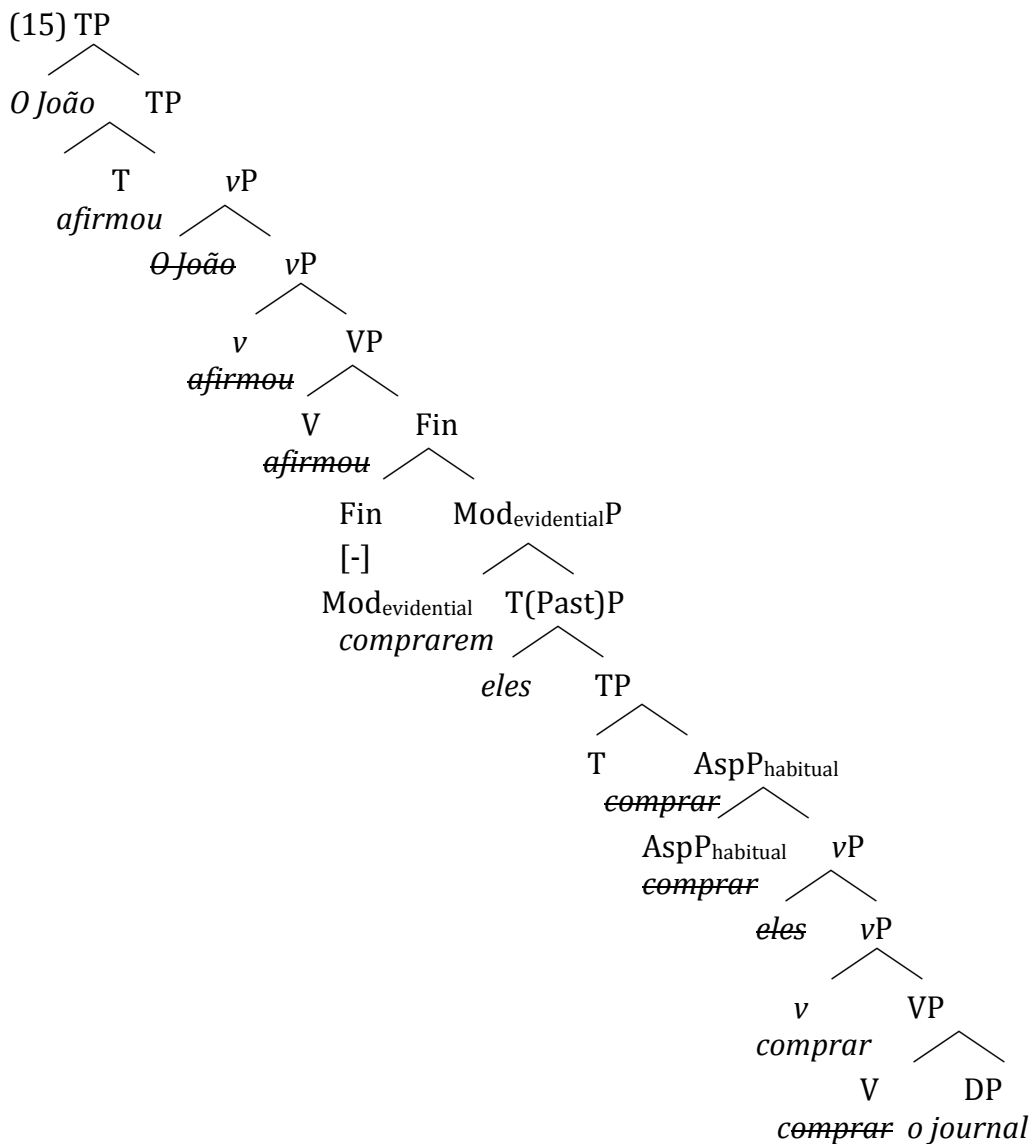 (15) TP
O João TP
T vP
afirmou
O João vP
v VP
afirmou
V Fin
afirmou
Fin ModevidentialP
[-]
Modevidential T(Past)P
comprarem
eles TP
T AspPhabitual
comprar
AspPhabitual vP
comprar
eles vP
v VP
comprar
V DP
comprar o journal